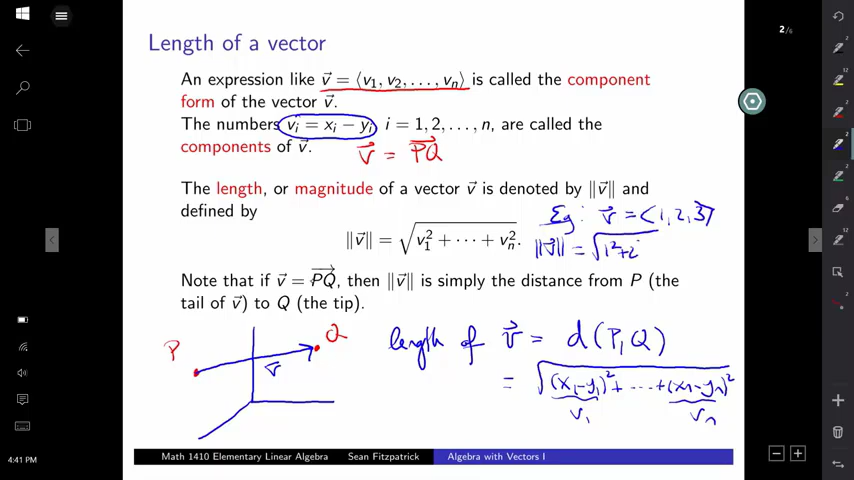 2/6
Length of a vector
An expression like v⃗ = ⟨v₁, v₂, . . . , vₙ⟩ is called the component
form of the vector v⃗.
The numbers vᵢ = xᵢ − yᵢ, i = 1, 2, . . . , n, are called the
components of v⃗.
v⃗ = PQ⃗
The length, or magnitude of a vector v⃗ is denoted by ‖v⃗‖ and
defined by
Eg: v⃗ = <1, 2, 3>
‖v⃗‖ = √(v₁² + · · · + vₙ²).
‖v⃗‖ = √(1²+2
Note that if v⃗ = PQ⃗, then ‖v⃗‖ is simply the distance from P (the
tail of v⃗) to Q (the tip).
P
Q
v⃗
length of v⃗ = d(P,Q)
= √((x₁-y₁)² + ... + (xₙ-yₙ)²)
v₁ vₙ
4:41 PM
Math 1410 Elementary Linear Algebra Sean Fitzpatrick Algebra with Vectors I